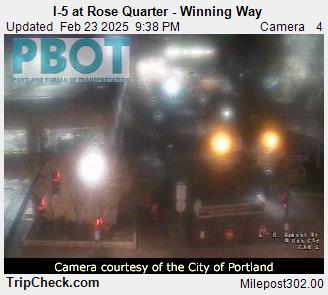 I-5 at Rose Quarter - Winning Way
Updated Feb 23 2025 9:38 PM Camera 4
PBOT
PORTLAND BUREAU OF TRANSPORTATION
Camera courtesy of the City of Portland
TripCheck.com Milepost302.00